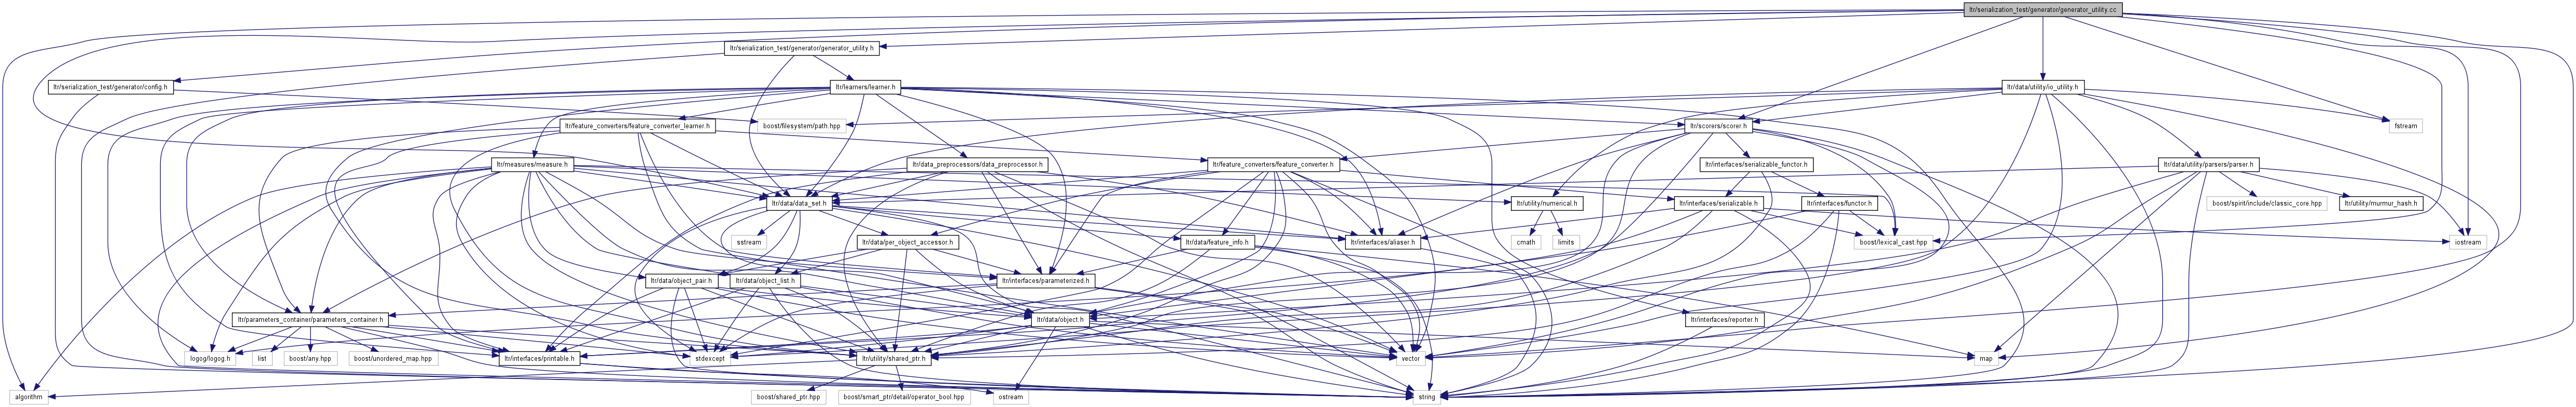 ltr/serialization_test/generator/generator_utility.cc
ltr/serialization_test/generator/generator_utility.h
ltr/serialization_test/generator/config.h
ltr/learners/learner.h
ltr/data/utility/io_utility.h
boost/filesystem/path.hpp
ltr/feature_converters/feature_converter_learner.h
ltr/scorers/scorer.h
fstream
ltr/measures/measure.h
ltr/data_preprocessors/data_preprocessor.h
ltr/feature_converters/feature_converter.h
ltr/interfaces/serializable_functor.h
ltr/data/utility/parsers/parser.h
ltr/data/data_set.h
ltr/utility/numerical.h
ltr/interfaces/serializable.h
ltr/interfaces/functor.h
boost/spirit/include/classic_core.hpp
ltr/utility/murmur_hash.h
sstream
ltr/data/per_object_accessor.h
ltr/data/feature_info.h
ltr/interfaces/aliaser.h
cmath
limits
boost/lexical_cast.hpp
iostream
ltr/data/object_pair.h
ltr/data/object_list.h
ltr/interfaces/parameterized.h
ltr/parameters_container/parameters_container.h
ltr/data/object.h
ltr/interfaces/reporter.h
logog/logog.h
list
boost/any.hpp
boost/unordered_map.hpp
ltr/interfaces/printable.h
stdexcept
ltr/utility/shared_ptr.h
vector
map
algorithm
boost/shared_ptr.hpp
boost/smart_ptr/detail/operator_bool.hpp
ostream
string